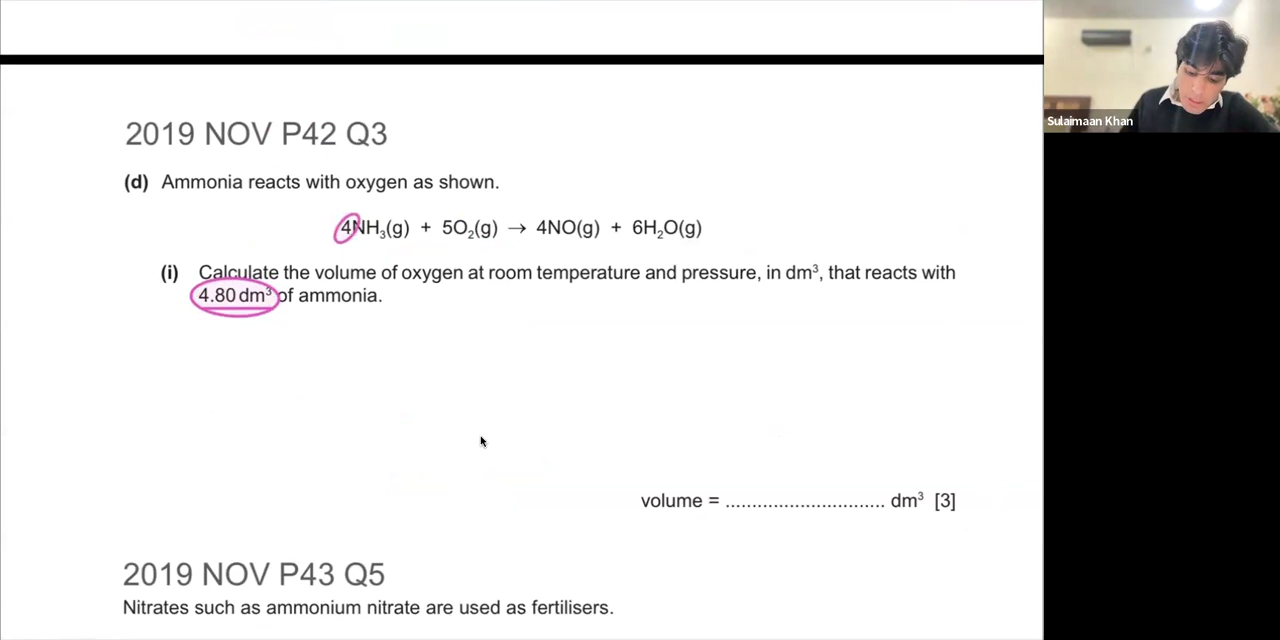 2019 NOV P42 Q3
Sulaimaan Khan
(d) Ammonia reacts with oxygen as shown.
4NH₃(g) + 5O₂(g) → 4NO(g) + 6H₂O(g)
(i) Calculate the volume of oxygen at room temperature and pressure, in dm³, that reacts with
4.80 dm³ of ammonia.
volume = .............................. dm³ [3]
2019 NOV P43 Q5
Nitrates such as ammonium nitrate are used as fertilisers.